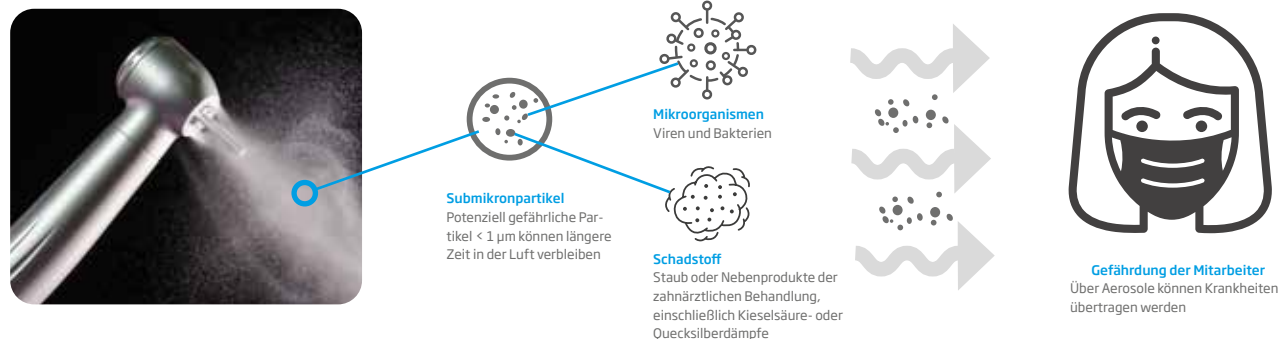 Submikronpartikel
Potenziell gefährliche Par-
tikel < 1 µm können längere
Zeit in der Luft verbleiben
Mikroorganismen
Viren und Bakterien
Schadstoff
Staub oder Nebenprodukte der
zahnärztlichen Behandlung,
einschließlich Kieselsäure- oder
Quecksilberdämpfe
Gefährdung der Mitarbeiter
Über Aerosole können Krankheiten
übertragen werden